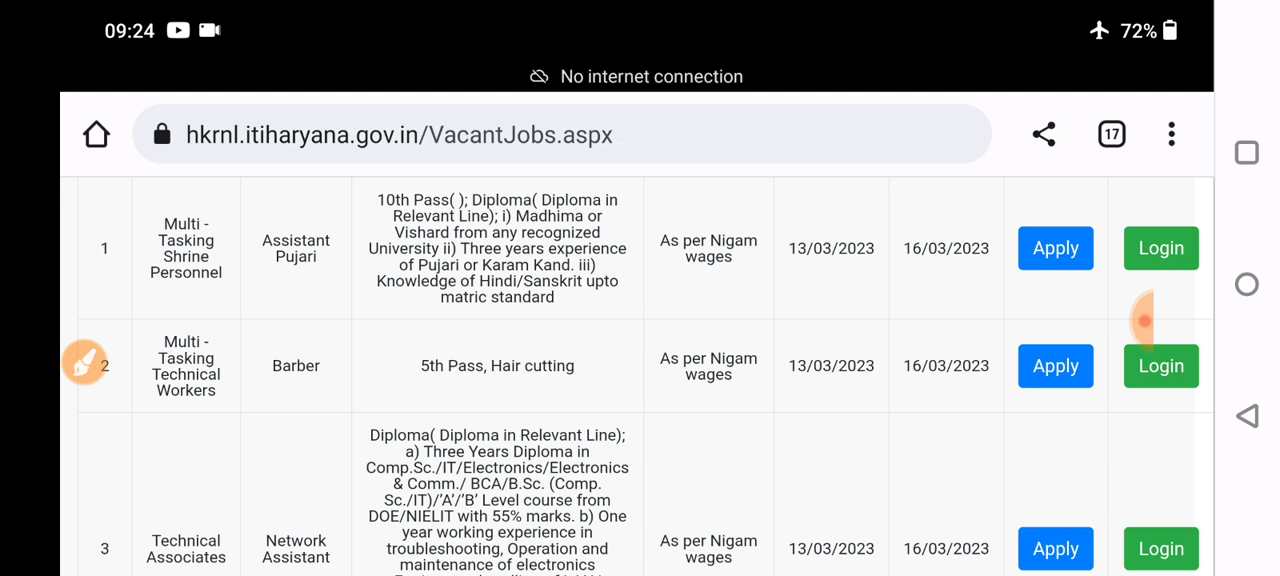 09:24
72%
No internet connection
hkrnl.itiharyana.gov.in/VacantJobs.aspx
17
1
Multi -
Tasking
Shrine
Personnel
Assistant
Pujari
10th Pass( ); Diploma( Diploma in
Relevant Line); i) Madhima or
Vishard from any recognized
University ii) Three years experience
of Pujari or Karam Kand. iii)
Knowledge of Hindi/Sanskrit upto
matric standard
As per Nigam
wages
13/03/2023
16/03/2023
Apply
Login
2
Multi -
Tasking
Technical
Workers
Barber
5th Pass, Hair cutting
As per Nigam
wages
13/03/2023
16/03/2023
Apply
Login
3
Technical
Associates
Network
Assistant
Diploma( Diploma in Relevant Line);
a) Three Years Diploma in
Comp.Sc./IT/Electronics/Electronics
& Comm./ BCA/B.Sc. (Comp.
Sc./IT)/'A'/'B' Level course from
DOE/NIELIT with 55% marks. b) One
year working experience in
troubleshooting, Operation and
maintenance of electronics
As per Nigam
wages
13/03/2023
16/03/2023
Apply
Login